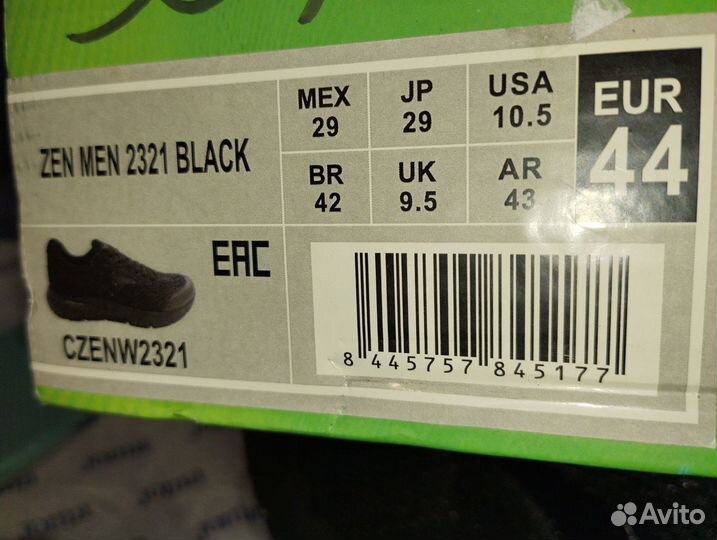 ZEN MEN 2321 BLACK
MEX
29
JP
29
USA
10.5
EUR
44
BR
42
UK
9.5
AR
43
EAC
CZENW2321
8 445757 845177
Avito